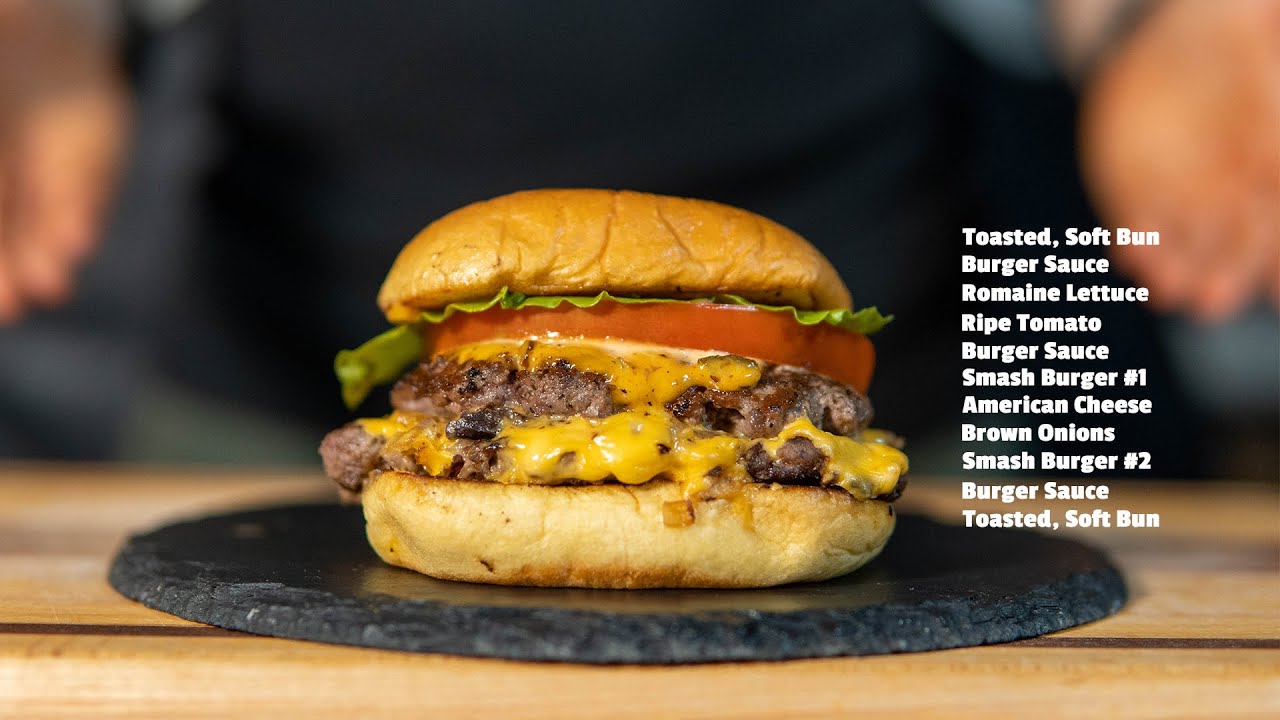 Toasted, Soft Bun
Burger Sauce
Romaine Lettuce
Ripe Tomato
Burger Sauce
Smash Burger #1
American Cheese
Brown Onions
Smash Burger #2
Burger Sauce
Toasted, Soft Bun